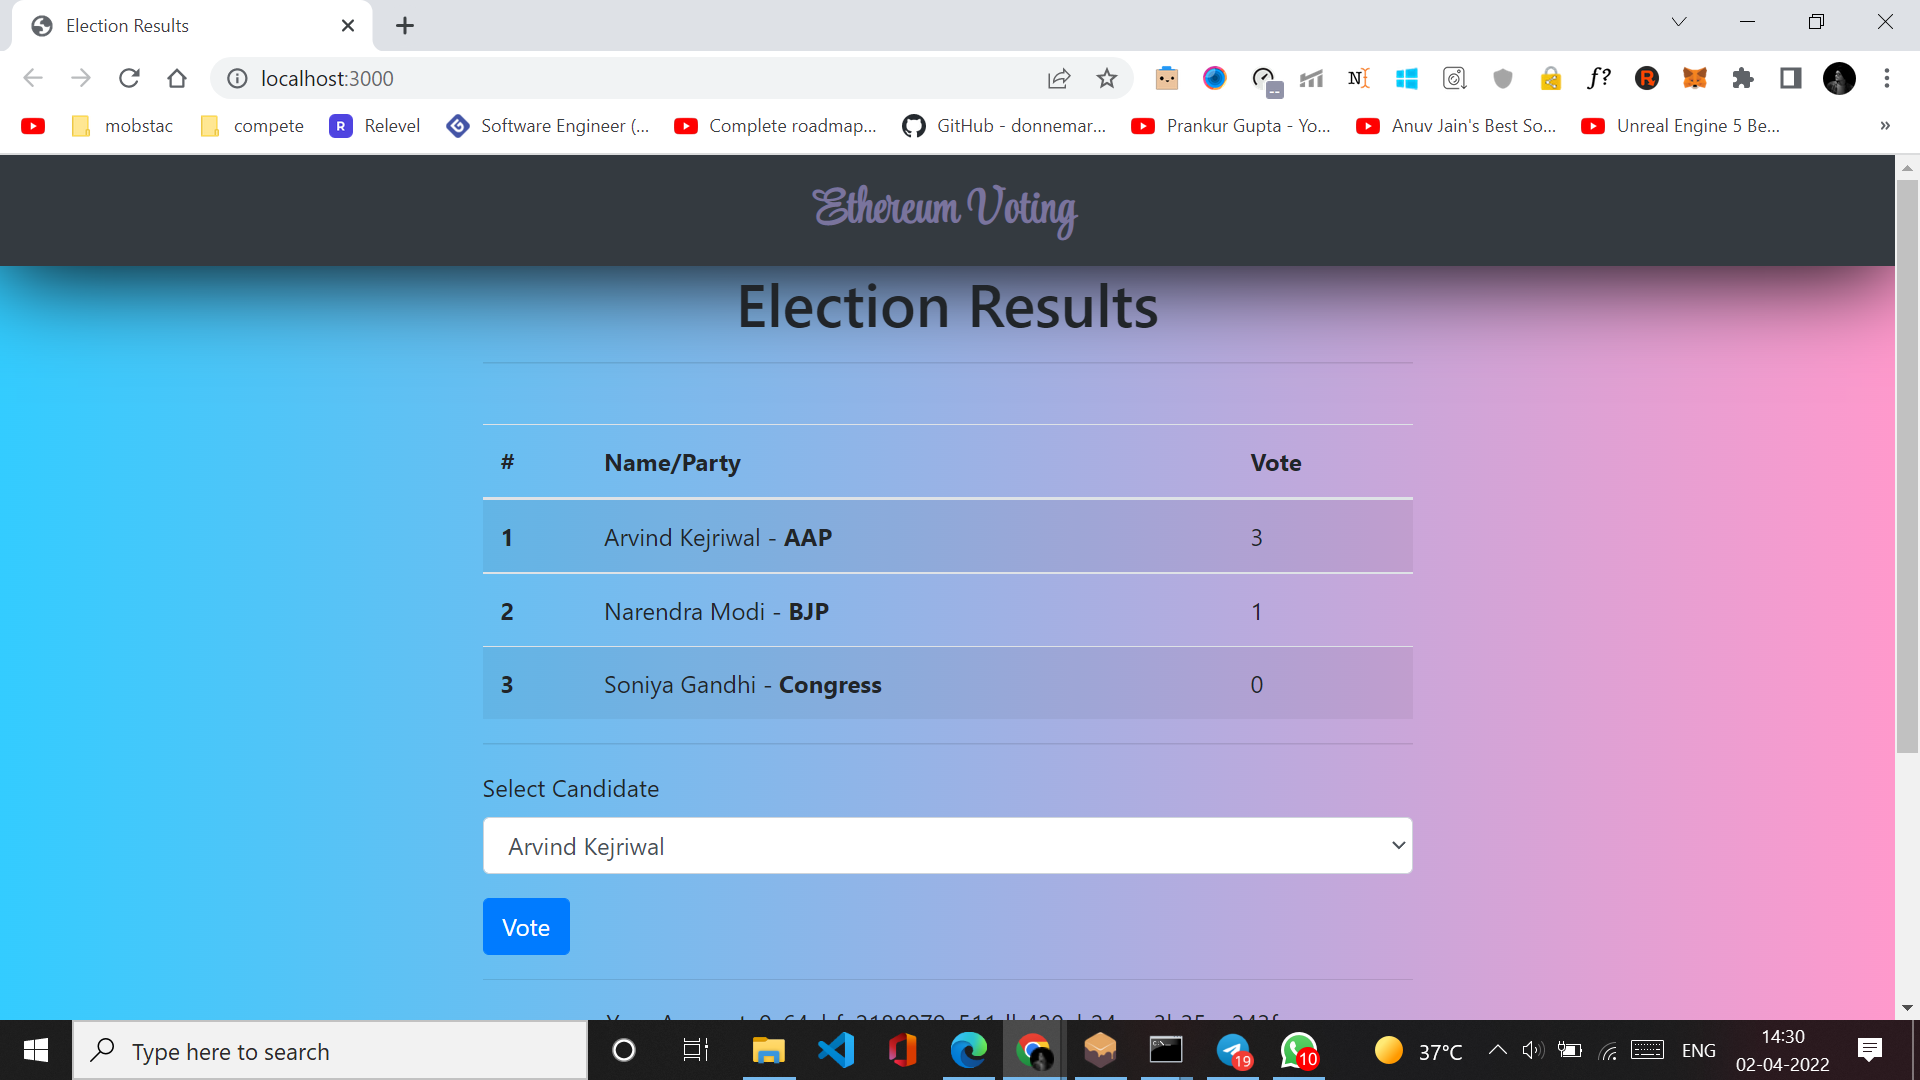 Election Results
localhost:3000
mobstac compete Relevel Software Engineer (... Complete roadmap... GitHub - donnemar... Prankur Gupta - Yo... Anuv Jain's Best So... Unreal Engine 5 Be... »
Ethereum Voting
Election Results
# Name/Party Vote
1 Arvind Kejriwal - AAP 3
2 Narendra Modi - BJP 1
3 Soniya Gandhi - Congress 0
Select Candidate
Arvind Kejriwal
Vote
Type here to search 19 10 37°C ENG 14:30
02-04-2022